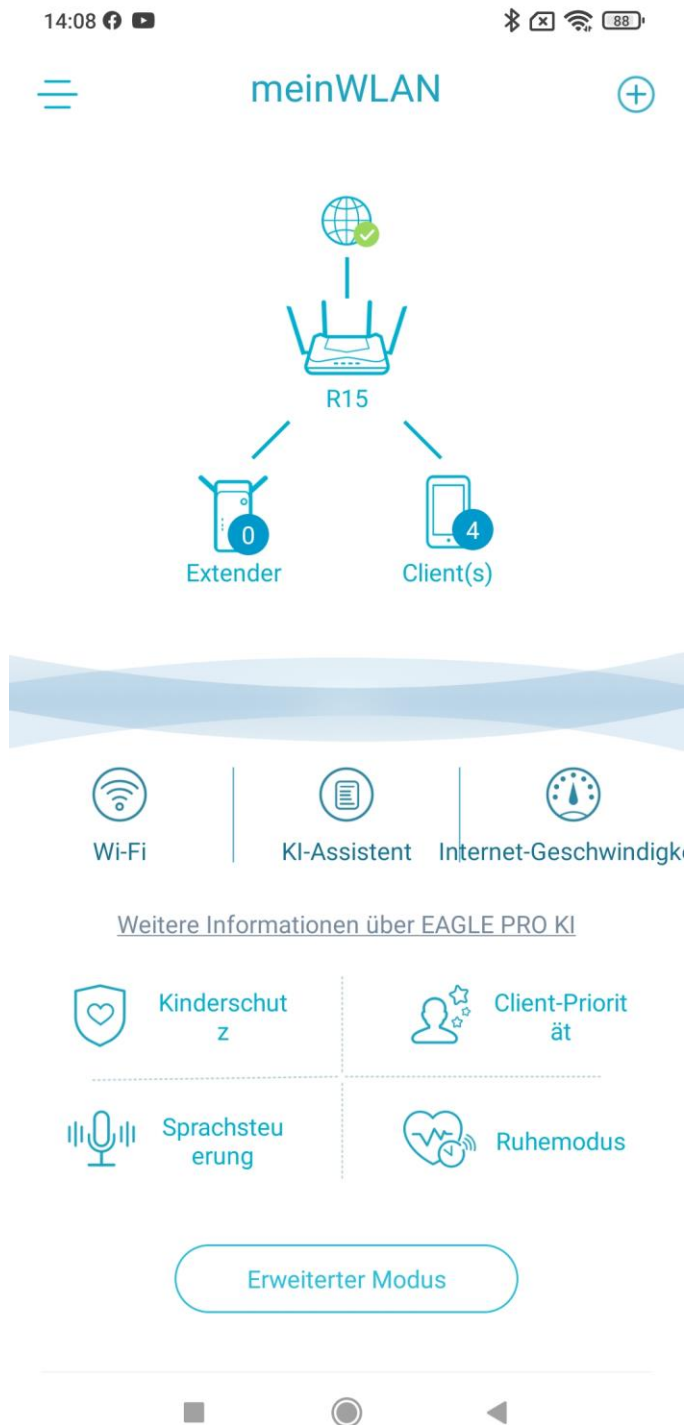 14:08
88
meinWLAN
R15
0
4
Extender
Client(s)
Wi-Fi
KI-Assistent
Internet-Geschwindigke
Weitere Informationen über EAGLE PRO KI
Kinderschut
z
Client-Priorit
ät
Sprachsteu
erung
Ruhemodus
Erweiterter Modus